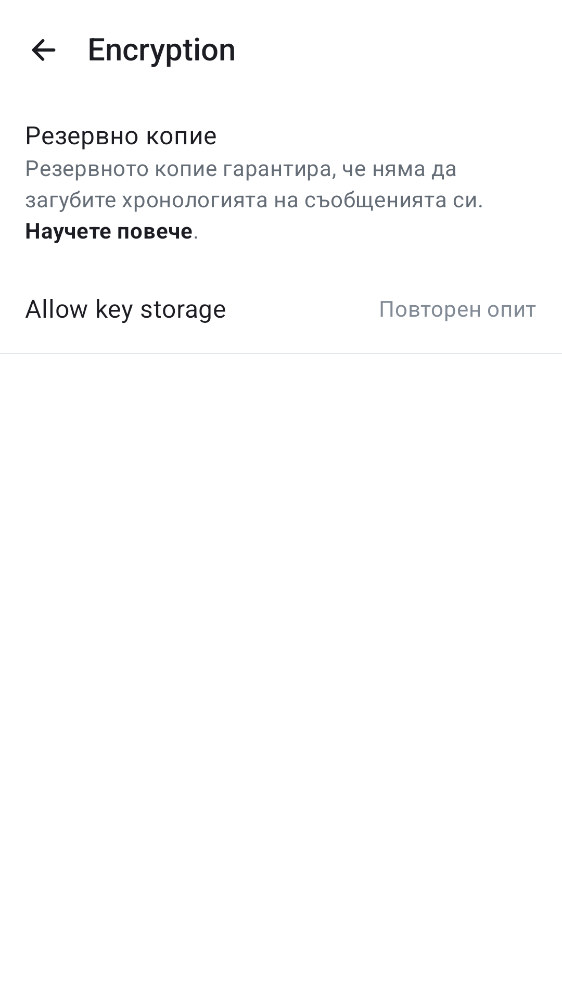 Encryption
Резервно копие
Резервното копие гарантира, че няма да
загубите хронологията на съобщенията си.
Научете повече.
Allow key storage Повторен опит